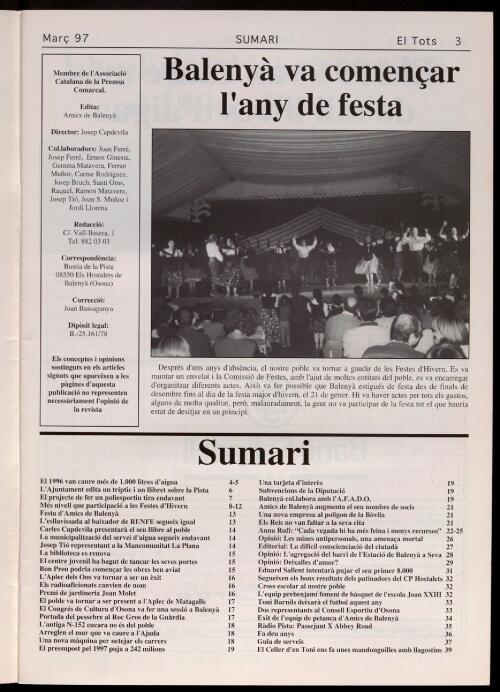 Març 97
SUMARI
El Tots 3
Membre de l'Associació
Catalana de la Premsa
Comarcal.
Edita:
Amics de Balenyà
Director: Josep Capdevila
Col.laboradors: Joan Ferré,
Josep Ferré, Ernest Ginesta,
Gemma Matavera, Ferran
Muñoz, Carme Rodríguez,
Josep Bruch, Santi Oms,
Raquel, Ramon Matavera,
Josep Tió, Joan S. Muñoz i
Jordi Llorens.
Redacció:
C/. Vall-llosera, 1
Tel. 882 03 03
Correspondència:
Bustia de la Pista
08550 Els Hostalets de
Balenyà (Osona)
Correcció:
Joan Bassaganya
Dipòsit legal:
B.-25.161/78
Els conceptes i opinions
sostinguts en els articles
signats que apareixen a les
pàgines d'aquesta
publicació no representen
necessàriament l'opinió de
la revista
Balenyà va començar
l'any de festa
Després d'uns anys d'absència, el nostre poble va tornar a gaudir de les Festes d'Hivern. Es va
muntar un envelat i la Comissió de Festes, amb l'ajut de moltes entitats del poble, es va encarregar
d'organitzar diferents actes. Això va fer possible que Balenyà estigués de festa des de finals de
desembre fins al dia de la festa major d'hivern, el 21 de gener. Hi va haver actes per tots els gustos,
alguns de molta qualitat, però, malauradament, la gent no va participar de la festa tot el que hauria
estat de desitjar en un principi.
Sumari
El 1996 van caure més de 1.000 litres d'aigua 4-5
L'Ajuntament edita un tríptic i un llibret sobre la Pista 6
El projecte de fer un poliesportiu tira endavant 7
Més nivell que participació a les Festes d'Hivern 8-12
Festa d'Amics de Balenyà 13
L'esllavissada al baixador de RENFE segueix igual 13
Carles Capdevila presentarà el seu llibre al poble 14
La municipalització del servei d'aigua segueix endavant 14
Josep Tió representant a la Mancomunitat La Plana 14
La biblioteca es renova 15
El centre juvenil ha hagut de tancar les seves portes 15
Bon Preu podria començar les obres ben aviat 15
L'Aplec dels Ous va tornar a ser un èxit 16
Els radioaficionats canvien de nom 16
Premi de jardineria Joan Molet 16
El poble va tornar a ser present a l'Aplec de Matagalls 17
El Congrés de Cultura d'Osona va fer una sessió a Balenyà 17
Portada del pessebre al Roc Gros de la Guàrdia 17
L'antiga N-152 encara no és del poble 18
Arreglen el mur que va caure a l'Ajuda 18
Una nova màquina per netejar els carrers 18
El pressupost pel 1997 puja a 242 milions 19
Una tarjeta d'interès 19
Subvencions de la Diputació 19
Balenyà col.labora amb l'A.F.A.D.O. 19
Amics de Balenyà augmenta el seu nombre de socis 21
Una nova empresa al polígon de la Bòvila 21
Els Reis no van faltar a la seva cita 21
Anna Rufí: "Cada vegada hi ha més feina i menys recursos" 22-25
Opinió: Les mines antipersonals, una amenaça mortal 26
Editorial: La difícil conscienciació del ciutadà 27
Opinió: L'agregació del barri de l'Estació de Balenyà a Seva 28
Opinió: Deixalles d'amor? 29
Eduard Sallent intentarà pujar el seu primer 8.000 31
Segueixen els bons resultats dels patinadors del CP Hostalets 32
Cross escolar al nostre poble 32
L'equip prebenjamí femení de bàsquet de l'escola Joan XXIII 32
Toni Barnils deixarà el futbol aquest any 33
Dos representants al Consell Esportiu d'Osona 33
Exit de l'equip de petanca d'Amics de Balenyà 34
Ràdio Pista: Passejant X Abbey Road 35
Fa deu anys 36
Guia de serveis 37
El Celler d'en Toni ens fa unes mandonguilles amb llagostins 39